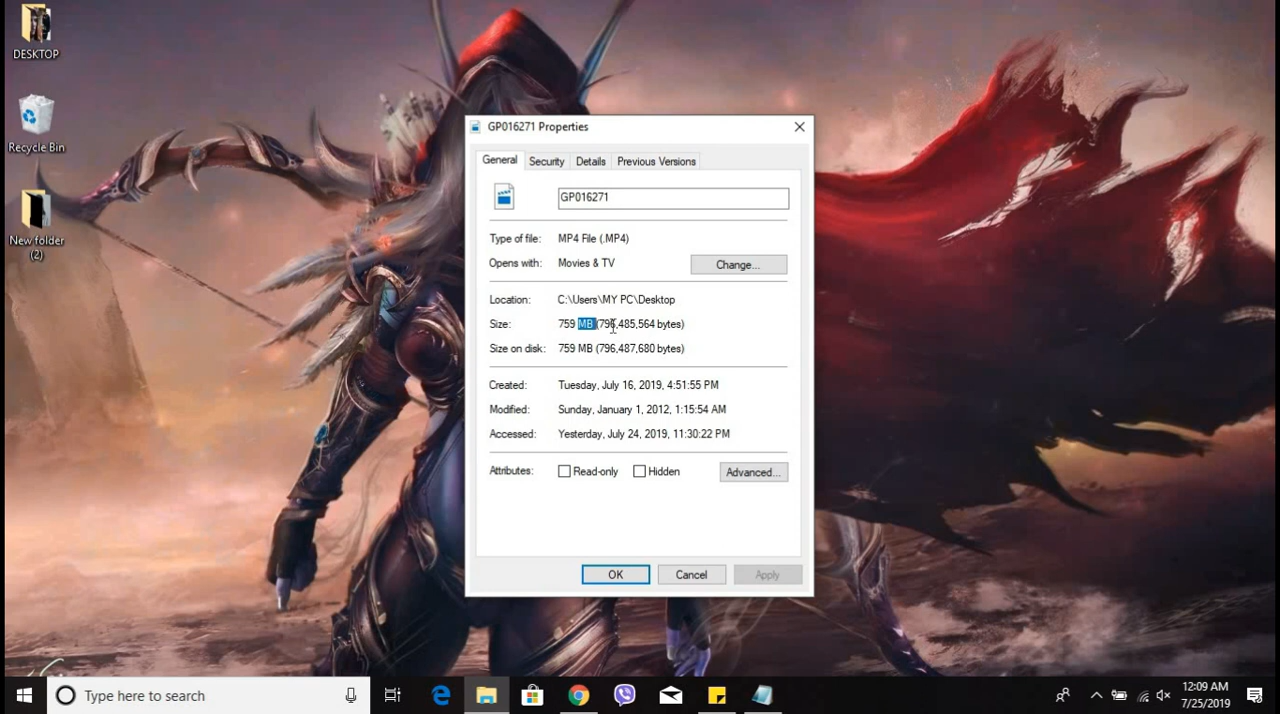 DESKTOP
Recycle Bin
New folder
(2)
GP016271 Properties
General Security Details Previous Versions
GP016271
Type of file: MP4 File (.MP4)
Opens with: Movies & TV Change...
Location: C:\Users\MY PC\Desktop
Size: 759 MB (796,485,564 bytes)
Size on disk: 759 MB (796,487,680 bytes)
Created: Tuesday, July 16, 2019, 4:51:55 PM
Modified: Sunday, January 1, 2012, 1:15:54 AM
Accessed: Yesterday, July 24, 2019, 11:30:22 PM
Attributes: Read-only Hidden Advanced...
OK Cancel Apply
Type here to search
12:09 AM
7/25/2019